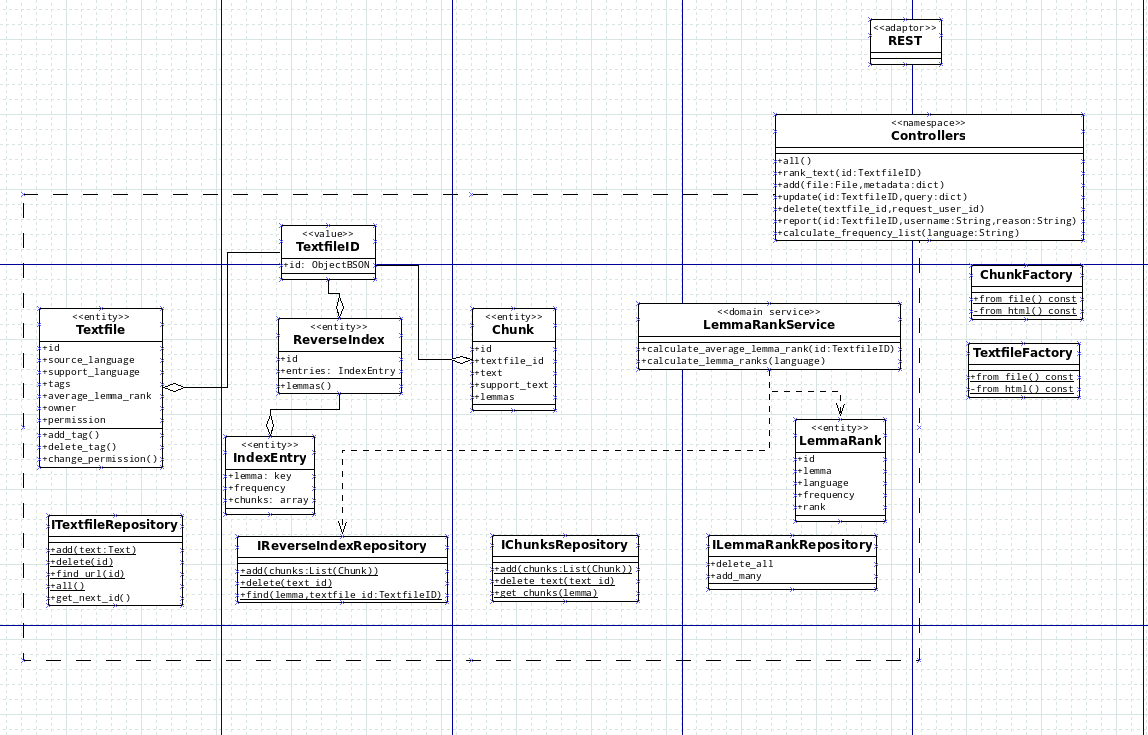 <<adaptor>>
REST
<<namespace>>
Controllers
+all()
+rank_text(id:TextfileID)
+add(file:File,metadata:dict)
+update(id:TextfileID,query:dict)
+delete(textfile_id,request_user_id)
+report(id:TextfileID,username:String,reason:String)
+calculate_frequency_list(language:String)
<<value>>
TextfileID
+id: ObjectBSON
ChunkFactory
+from_file() const
-from_html() const
<<entity>>
Textfile
+id
+source_language
+support_language
+tags
+average_lemma_rank
+owner
+permission
+add_tag()
+delete_tag()
+change_permission()
<<entity>>
ReverseIndex
+id
+entries: IndexEntry
+lemmas()
<<entity>>
Chunk
+id
+textfile_id
+text
+support_text
+lemmas
<<domain service>>
LemmaRankService
+calculate_average_lemma_rank(id:TextfileID)
+calculate_lemma_ranks(language)
TextfileFactory
+from_file() const
-from_html() const
<<entity>>
IndexEntry
+lemma: key
+frequency
+chunks: array
<<entity>>
LemmaRank
+id
+lemma
+language
+frequency
+rank
ITextfileRepository
+add(text:Text)
+delete(id)
+find_url(id)
+all()
+get_next_id()
IReverseIndexRepository
+add(chunks:List(Chunk))
+delete(text_id)
+find(lemma,textfile_id:TextfileID)
IChunksRepository
+add(chunks:List(Chunk))
+delete_text(text_id)
+get_chunks(lemma)
ILemmaRankRepository
+delete_all
+add_many